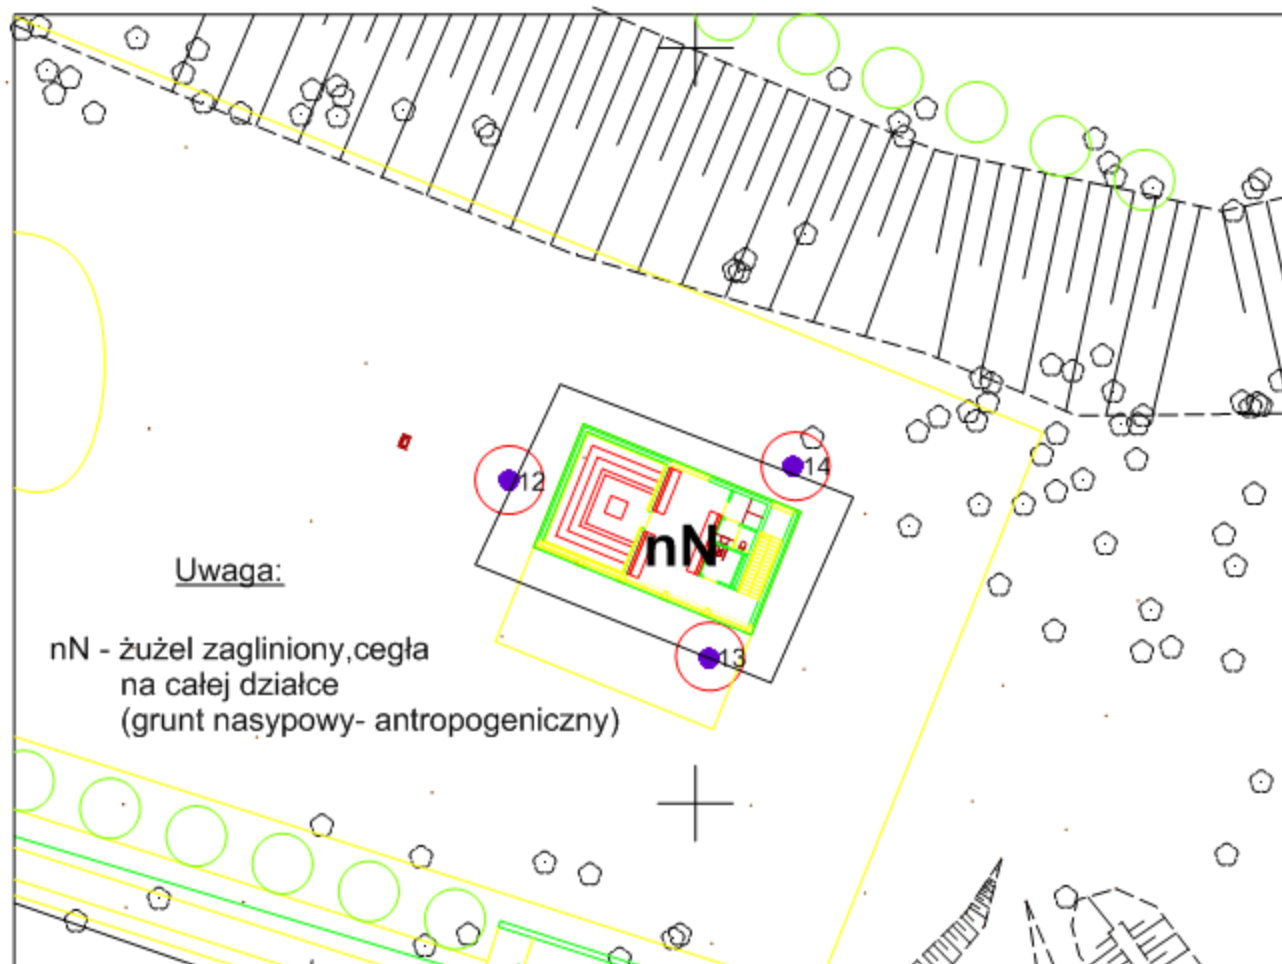 14
12
nN
Uwaga:
nN - żużel zagliniony,cegła
na całej działce
(grunt nasypowy- antropogeniczny)
13